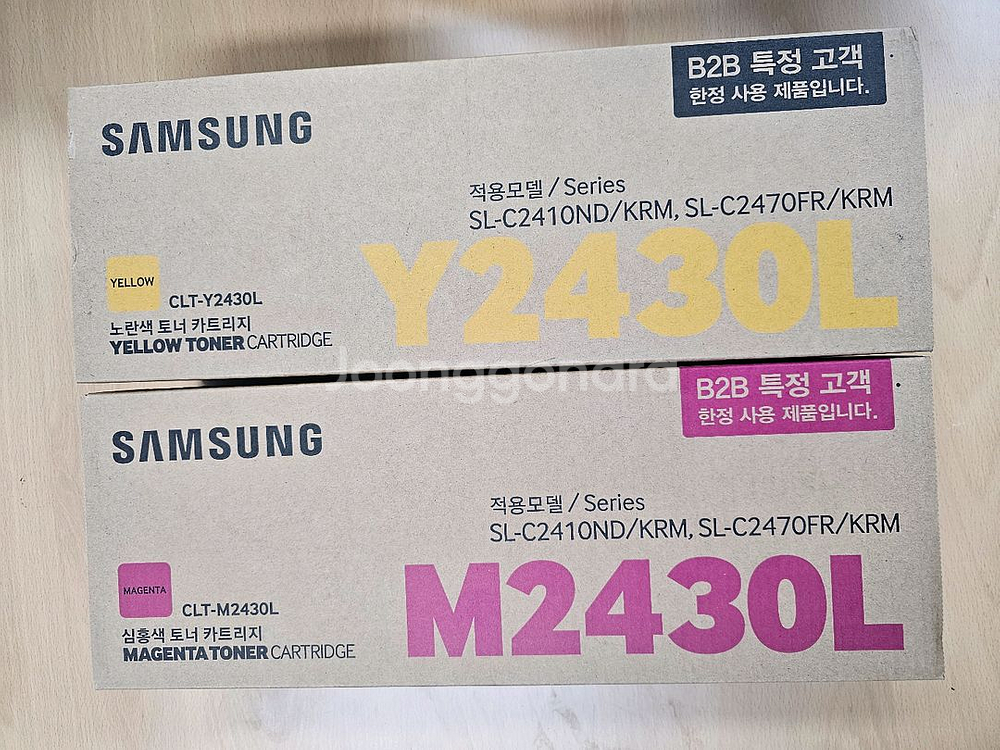 B2B 특정 고객
한정 사용 제품입니다.
SAMSUNG
적용모델 / Series
SL-C2410ND/KRM, SL-C2470FR/KRM
Y2430L
YELLOW
CLT-Y2430L
노란색 토너 카트리지
YELLOW TONER CARTRIDGE
Joonggonara
B2B 특정 고객
한정 사용 제품입니다.
SAMSUNG
적용모델 / Series
SL-C2410ND/KRM, SL-C2470FR/KRM
M2430L
MAGENTA
CLT-M2430L
심홍색 토너 카트리지
MAGENTA TONER CARTRIDGE